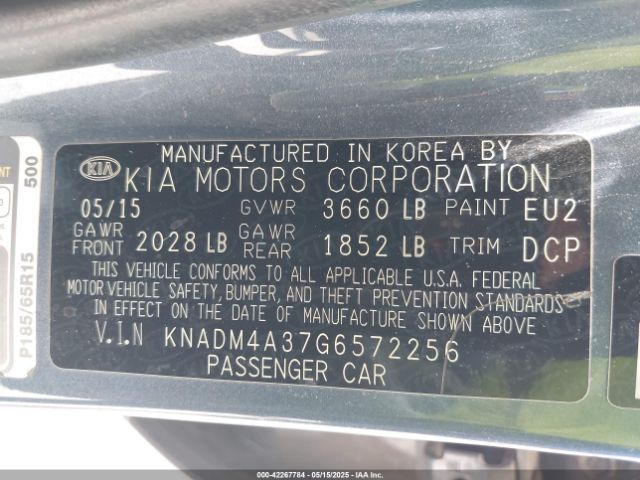 KIA
MANUFACTURED IN KOREA BY
KIA MOTORS CORPORATION
05/15 GVWR 3660 LB PAINT EU2
GAWR FRONT 2028 LB GAWR REAR 1852 LB TRIM DCP
THIS VEHICLE CONFORMS TO ALL APPLICABLE U.S.A. FEDERAL
MOTOR VEHICLE SAFETY, BUMPER, AND THEFT PREVENTION STANDARDS
IN EFFECT ON THE DATE OF MANUFACTURE SHOWN ABOVE
V.I.N KNADM4A37G6572256
PASSENGER CAR
500
P185/65R15
000-42267784 - 05/15/2025 - IAA Inc.